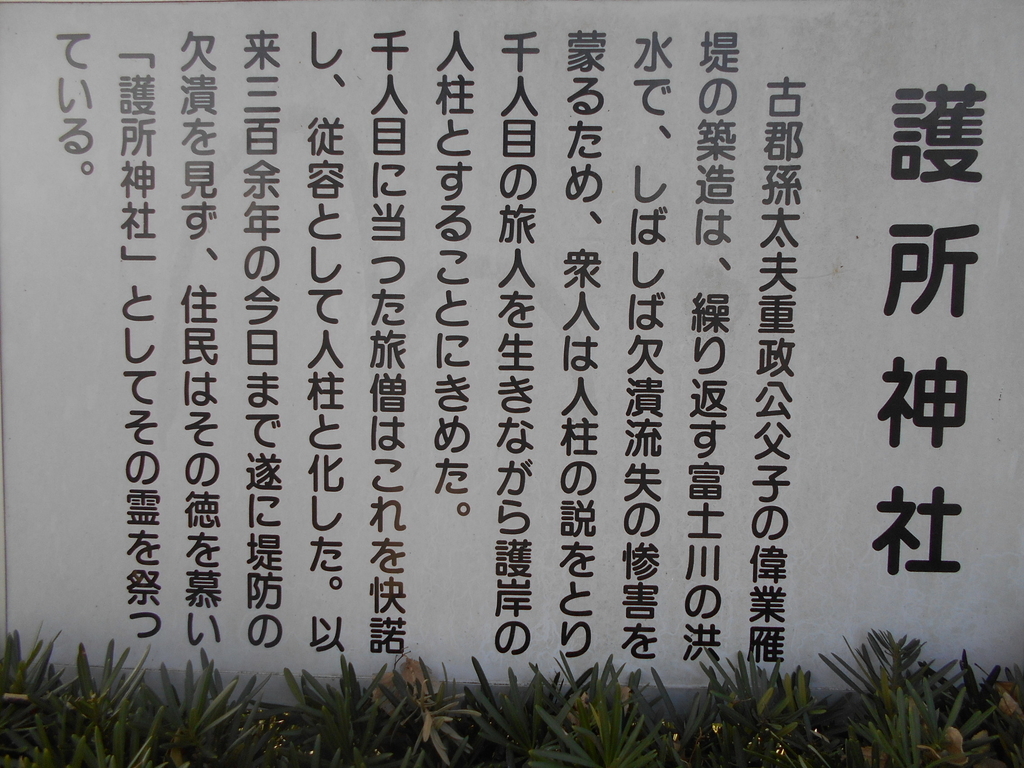 護所神社
古郡孫太夫重政公父子の偉業雁
堤の築造は、繰り返す富士川の洪
水で、しばしば欠潰流失の惨害を
蒙るため、衆人は人柱の説をとり
千人目の旅人を生きながら護岸の
人柱とすることにきめた。
千人目に当つた旅僧はこれを快諾
し、従容として人柱と化した。以
来三百余年の今日まで遂に堤防の
欠潰を見ず、住民はその徳を慕い
「護所神社」としてその霊を祭つ
ている。